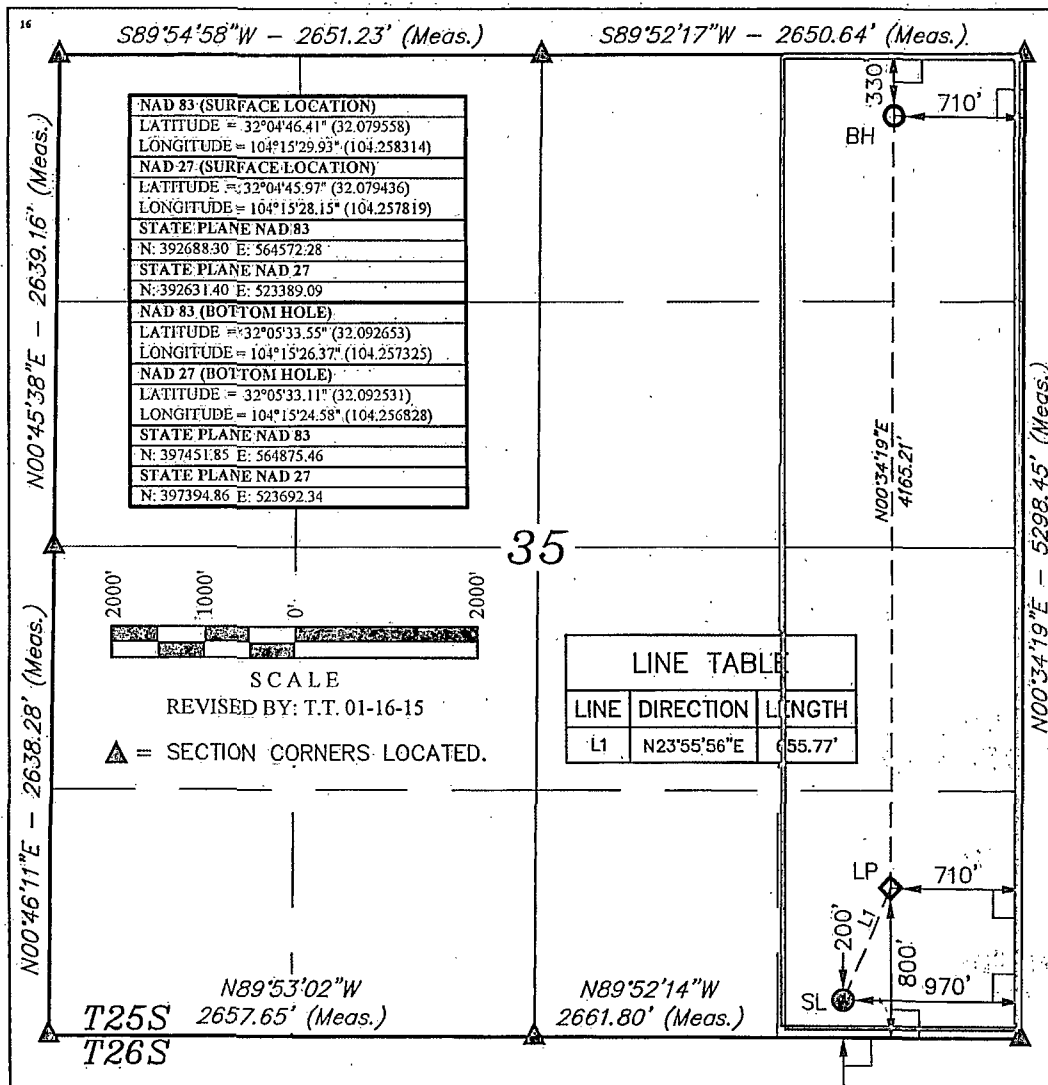 16
S89°54'58"W – 2651.23' (Meas.)
S89°52'17"W – 2650.64' (Meas.)
330'
710'
BH
NAD 83 (SURFACE LOCATION)
LATITUDE = 32°04'46.41" (32.079558)
LONGITUDE = 104°15'29.93" (104.258314)
NAD 27 (SURFACE LOCATION)
LATITUDE = 32°04'45.97" (32.079436)
LONGITUDE = 104°15'28.15" (104.257819)
STATE PLANE NAD 83
N: 392688.30 E: 564572.28
STATE PLANE NAD 27
N: 392631.40 E: 523389.09
NAD 83 (BOTTOM HOLE)
LATITUDE = 32°05'33.55" (32.092653)
LONGITUDE = 104°15'26.37" (104.257325)
NAD 27 (BOTTOM HOLE)
LATITUDE = 32°05'33.11" (32.092531)
LONGITUDE = 104°15'24.58" (104.256828)
STATE PLANE NAD 83
N: 397451.85 E: 564875.46
STATE PLANE NAD 27
N: 397394.86 E: 523692.34
N00°45'38"E – 2639.16' (Meas.)
N00°34'19"E
4165.21'
N00°34'19"E – 5298.45' (Meas.)
35
2000'
1000'
0'
2000'
SCALE
REVISED BY: T.T. 01-16-15
= SECTION CORNERS LOCATED.
LINE TABLE
LINE DIRECTION LENGTH
L1 N23°55'56"E 655.77'
N00°46'11"E – 2638.28' (Meas.)
LP
710'
L1
200'
800'
SL
970'
N89°53'02"W
2657.65' (Meas.)
N89°52'14"W
2661.80' (Meas.)
T25S
T26S